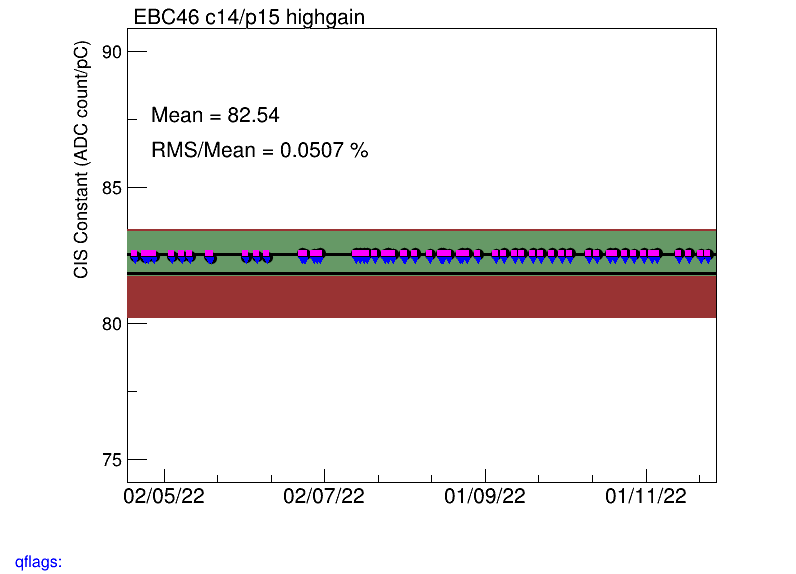 EBC46 c14/p15 highgain
CIS Constant (ADC count/pC)
90
Mean = 82.54
RMS/Mean = 0.0507 %
85
80
75
02/05/22 02/07/22 01/09/22 01/11/22
qflags: